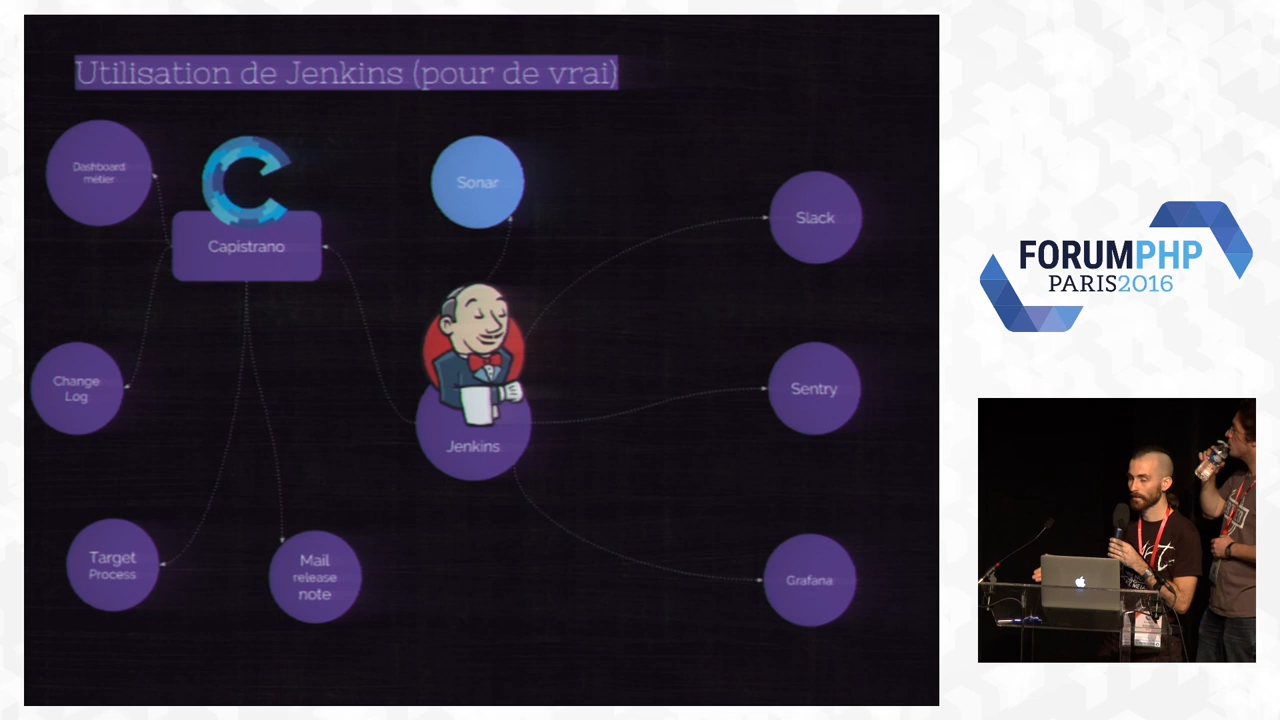 Utilisation de Jenkins (pour de vrai)
Dashboard
métier
Capistrano
Sonar
Slack
Change
Log
Jenkins
Sentry
Target
Process
Mail
release
note
Grafana
FORUMPHP
PARIS2016